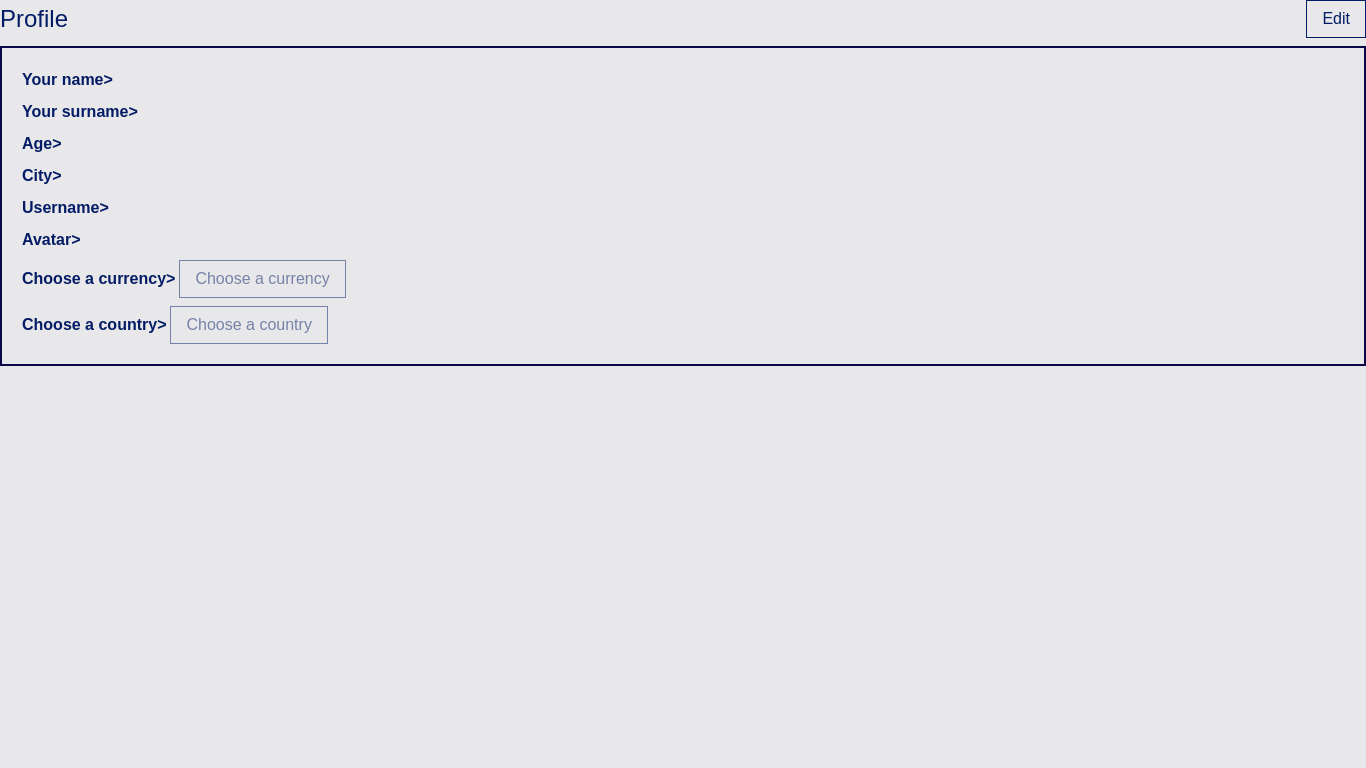 Profile
Edit
Your name>
Your surname>
Age>
City>
Username>
Avatar>
Choose a currency> Choose a currency
Choose a country> Choose a country